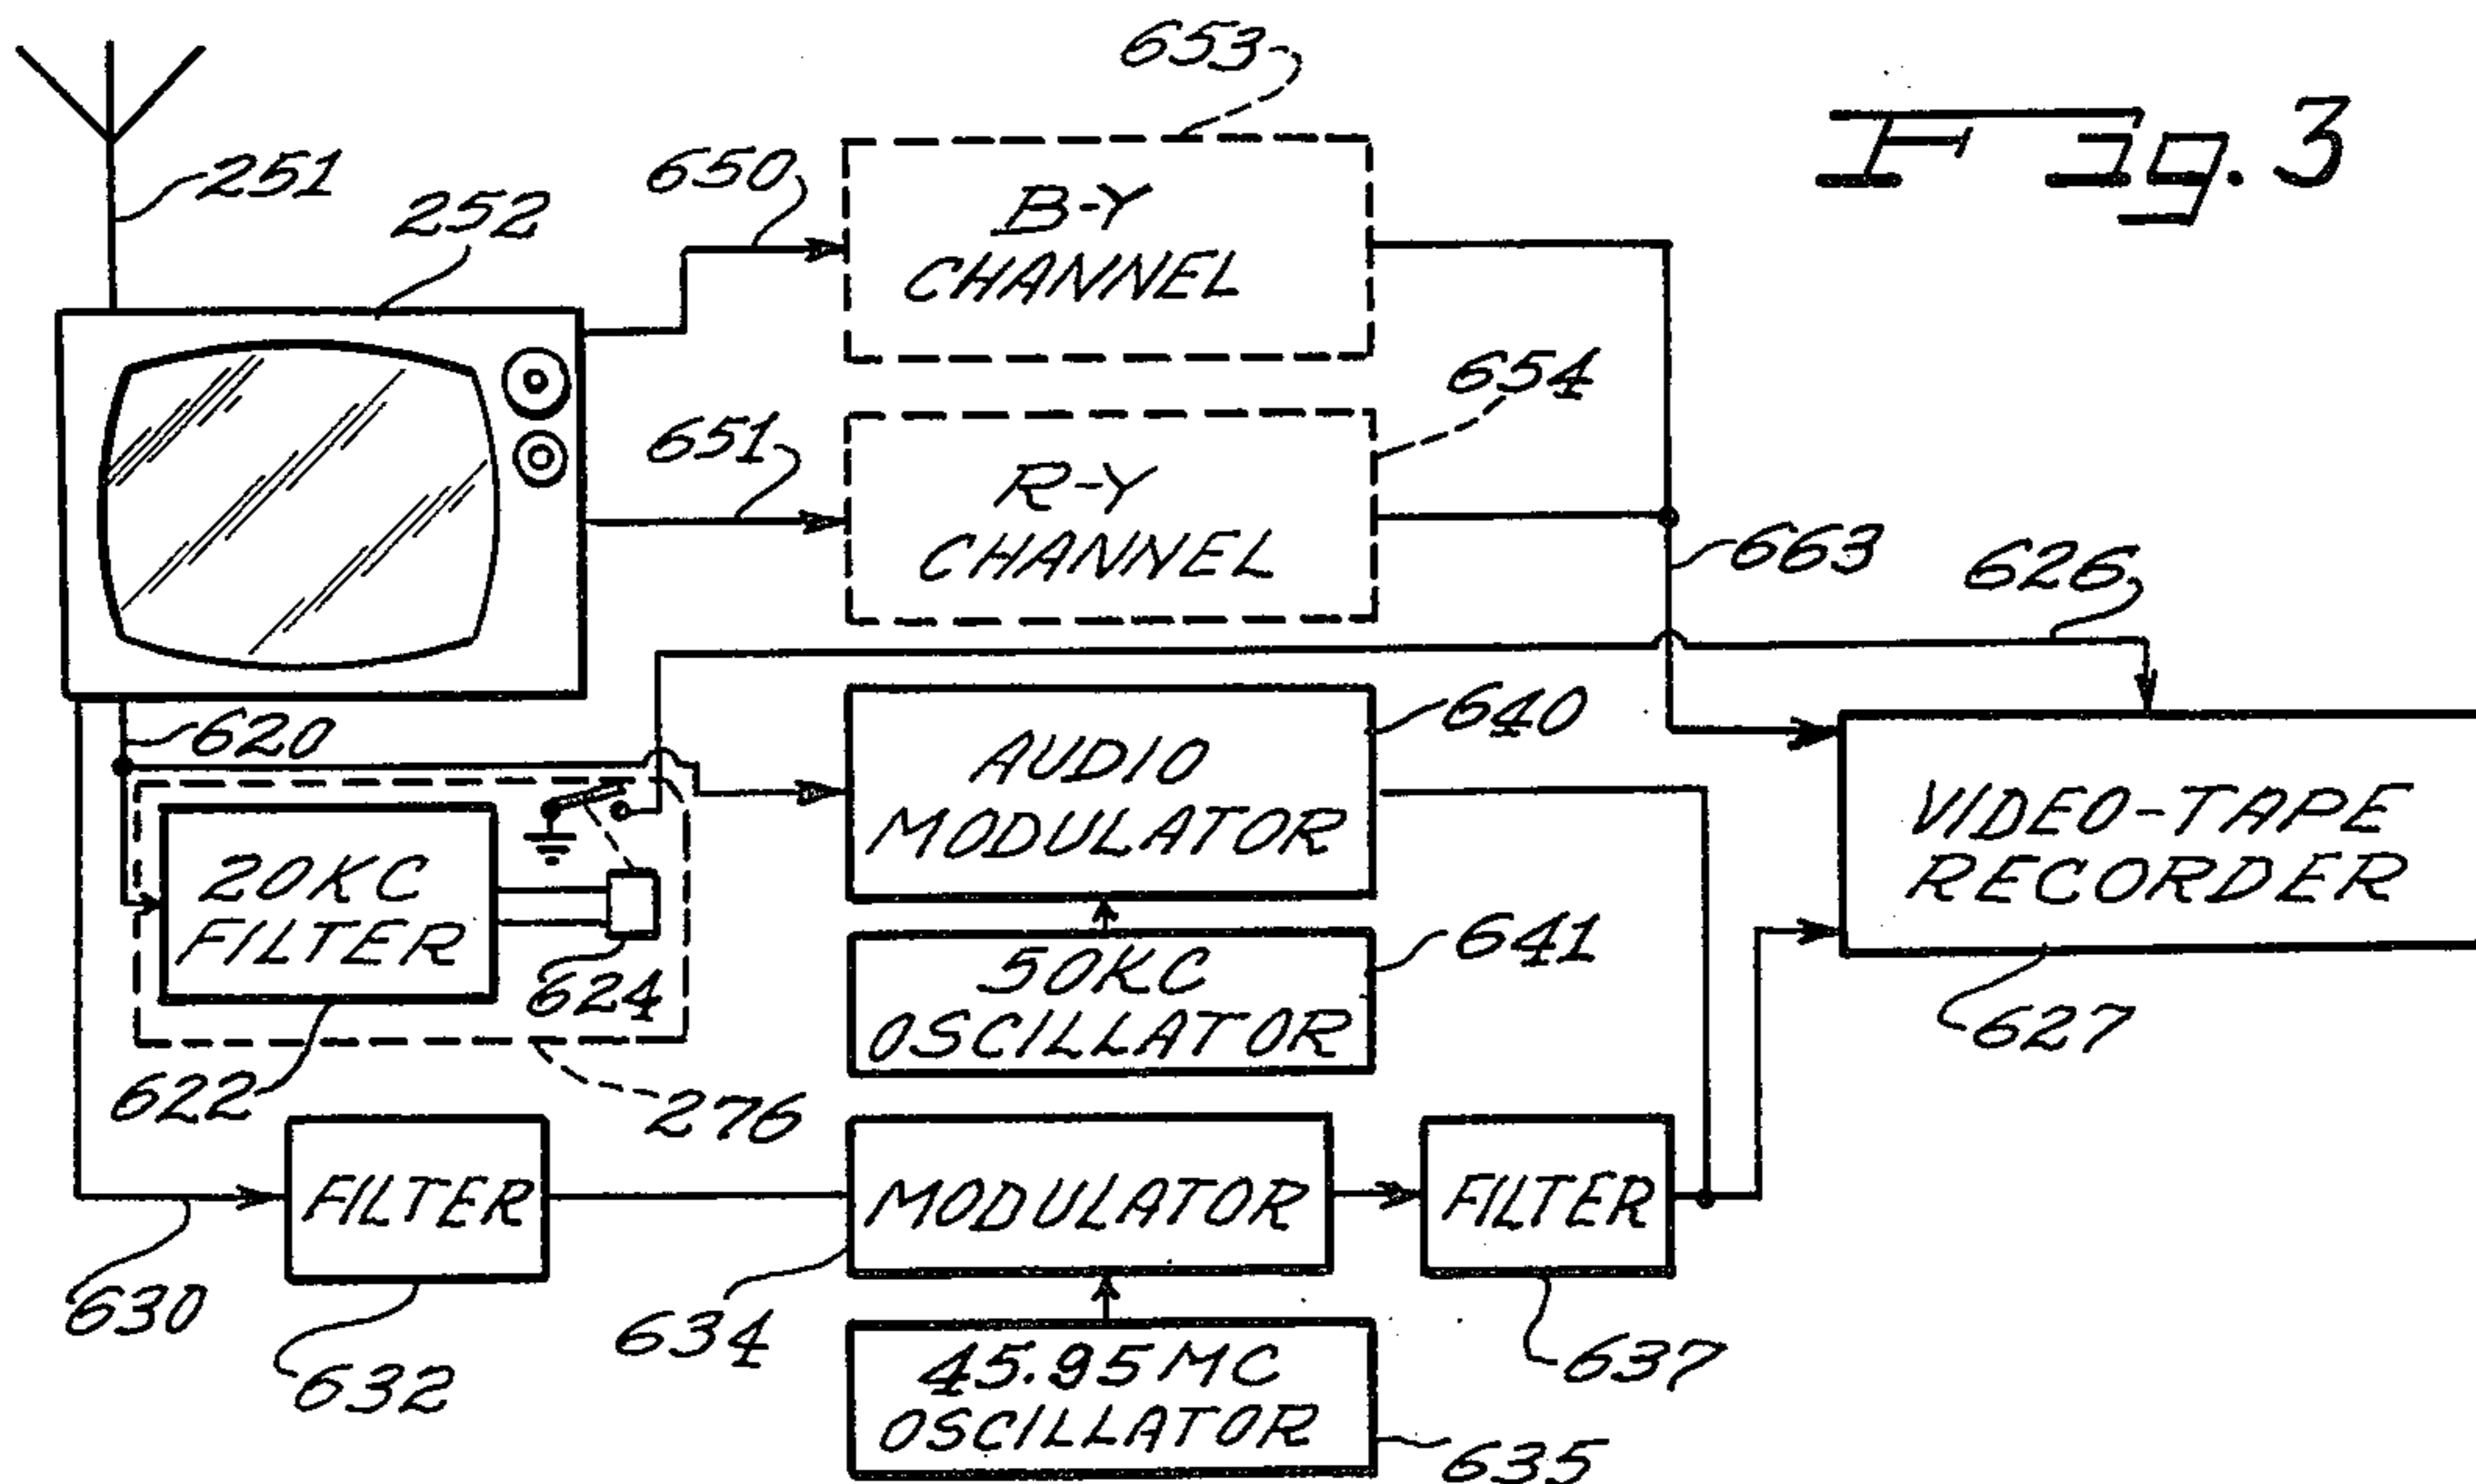 Fig. 3
653
251
252
650
B-Y
CHANNEL
654
651
R-Y
CHANNEL
663
626
620
640
AUDIO
MODULATOR
VIDEO-TAPE
RECORDER
20KC
FILTER
624
641
50KC
OSCILLATOR
627
622
276
FILTER
MODULATOR
FILTER
630
632
634
637
45.95MC
OSCILLATOR
635